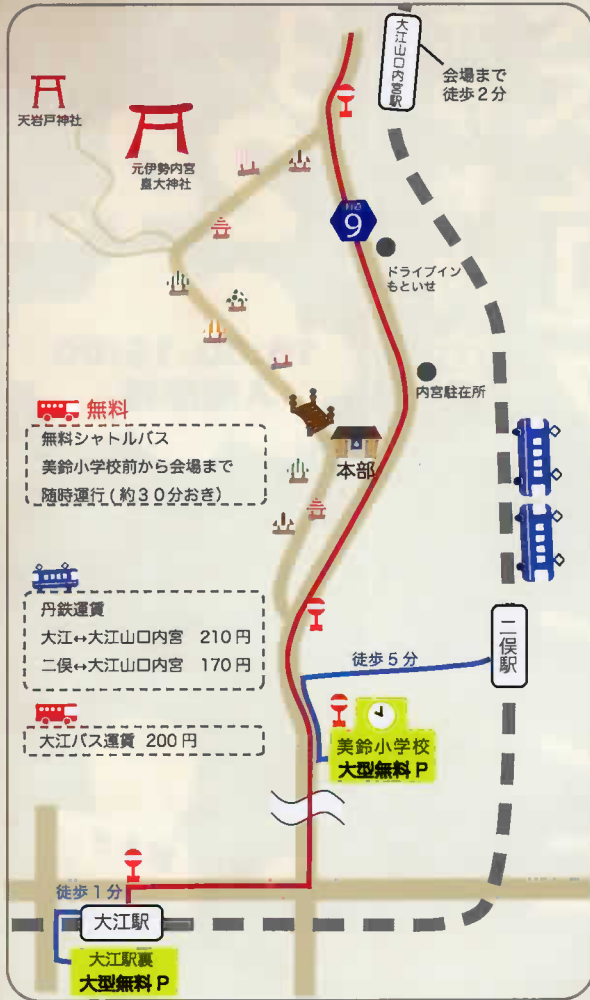 大江山口内宮駅
会場まで
徒歩2分
天岩戸神社
元伊勢内宮
皇大神社
9
ドライブイン
もといせ
内宮駐在所
無料
無料シャトルバス
美鈴小学校前から会場まで
随時運行(約30分おき)
本部
丹鉄運賃
大江↔大江山口内宮 210円
二俣↔大江山口内宮 170円
二俣駅
徒歩5分
大江バス運賃 200円
美鈴小学校
大型無料P
徒歩1分
大江駅
大江駅裏
大型無料P